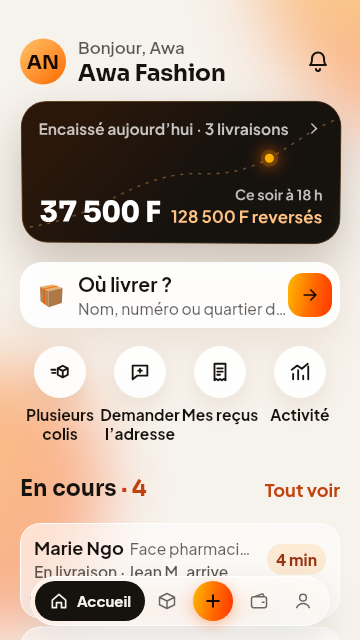 AN
Bonjour, Awa
Awa Fashion
Encaissé aujourd’hui · 3 livraisons
Ce soir à 18 h
37 500 F
128 500 F reversés
Où livrer ?
Nom, numéro ou quartier d…
Plusieurs colis
Demander l’adresse
Mes reçus
Activité
En cours · 4
Tout voir
Marie Ngo Face pharmaci…
4 min
En livraison · Jean M. arrive
Accueil